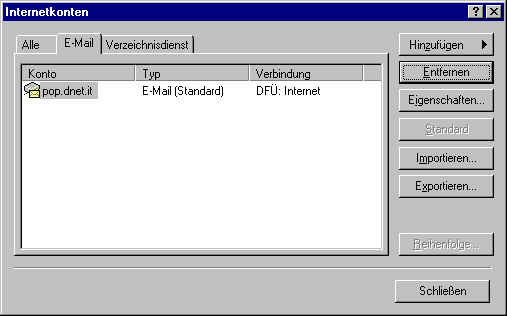 Internetkonten
Alle E-Mail Verzeichnisdienst
Konto Typ Verbindung
pop.dnet.it E-Mail (Standard) DFÜ: Internet
Hinzufügen
Entfernen
Eigenschaften...
Standard
Importieren...
Exportieren...
Reihenfolge...
Schließen